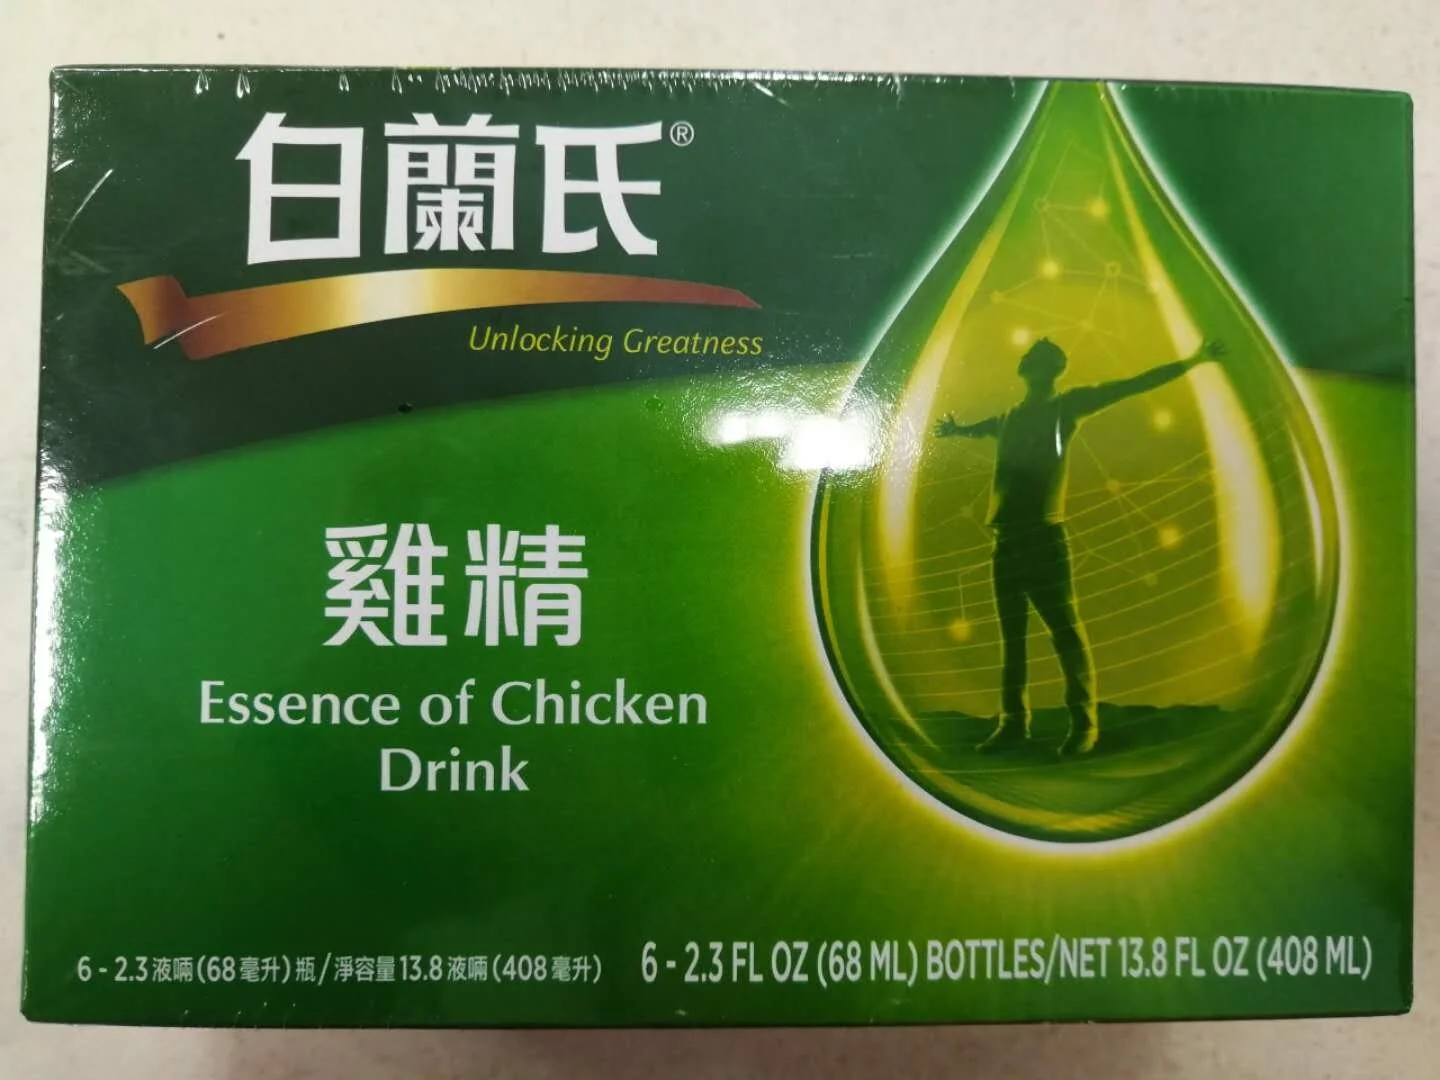 白蘭氏®
Unlocking Greatness
雞精
Essence of Chicken
Drink
6 - 2.3 液啢 (68 毫升) 瓶 / 淨容量 13.8 液啢 (408 毫升)
6 - 2.3 FL OZ (68 ML) BOTTLES/NET 13.8 FL OZ (408 ML)